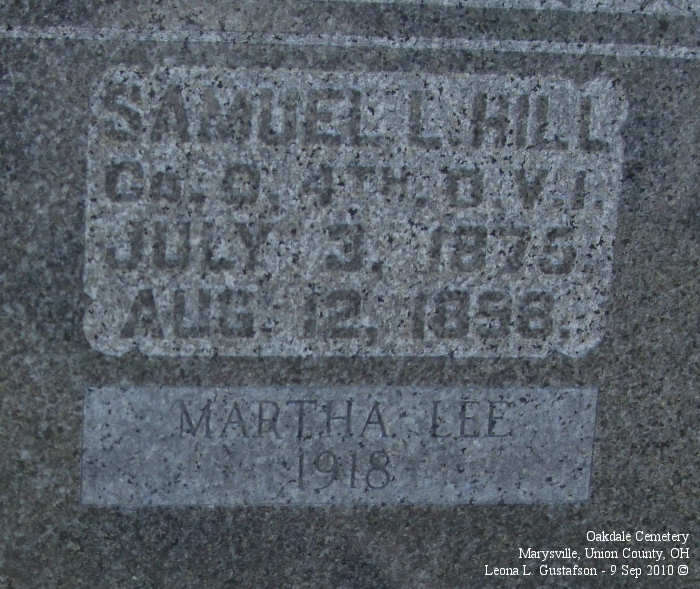 SAMUEL L. HILL
CO. 4TH. O. V. I.
JULY 3, 1875.
AUG. 12, 1898.
MARTHA LEE
1918
Oakdale Cemetery
Marysville, Union County, OH
Leona L. Gustafson - 9 Sep 2010 ©